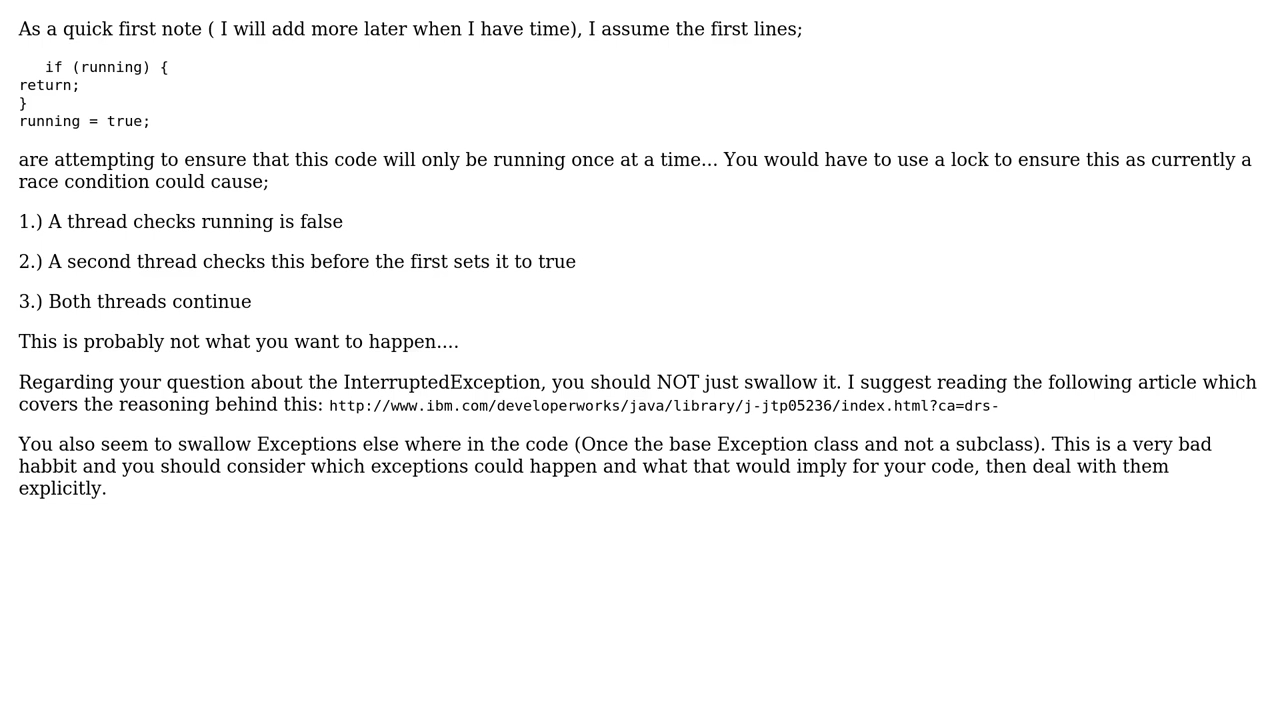 As a quick first note ( I will add more later when I have time), I assume the first lines;
if (running) {
return;
}
running = true;
are attempting to ensure that this code will only be running once at a time... You would have to use a lock to ensure this as currently a
race condition could cause;
1.) A thread checks running is false
2.) A second thread checks this before the first sets it to true
3.) Both threads continue
This is probably not what you want to happen....
Regarding your question about the InterruptedException, you should NOT just swallow it. I suggest reading the following article which
covers the reasoning behind this: http://www.ibm.com/developerworks/java/library/j-jtp05236/index.html?ca=drs-
You also seem to swallow Exceptions else where in the code (Once the base Exception class and not a subclass). This is a very bad
habbit and you should consider which exceptions could happen and what that would imply for your code, then deal with them
explicitly.